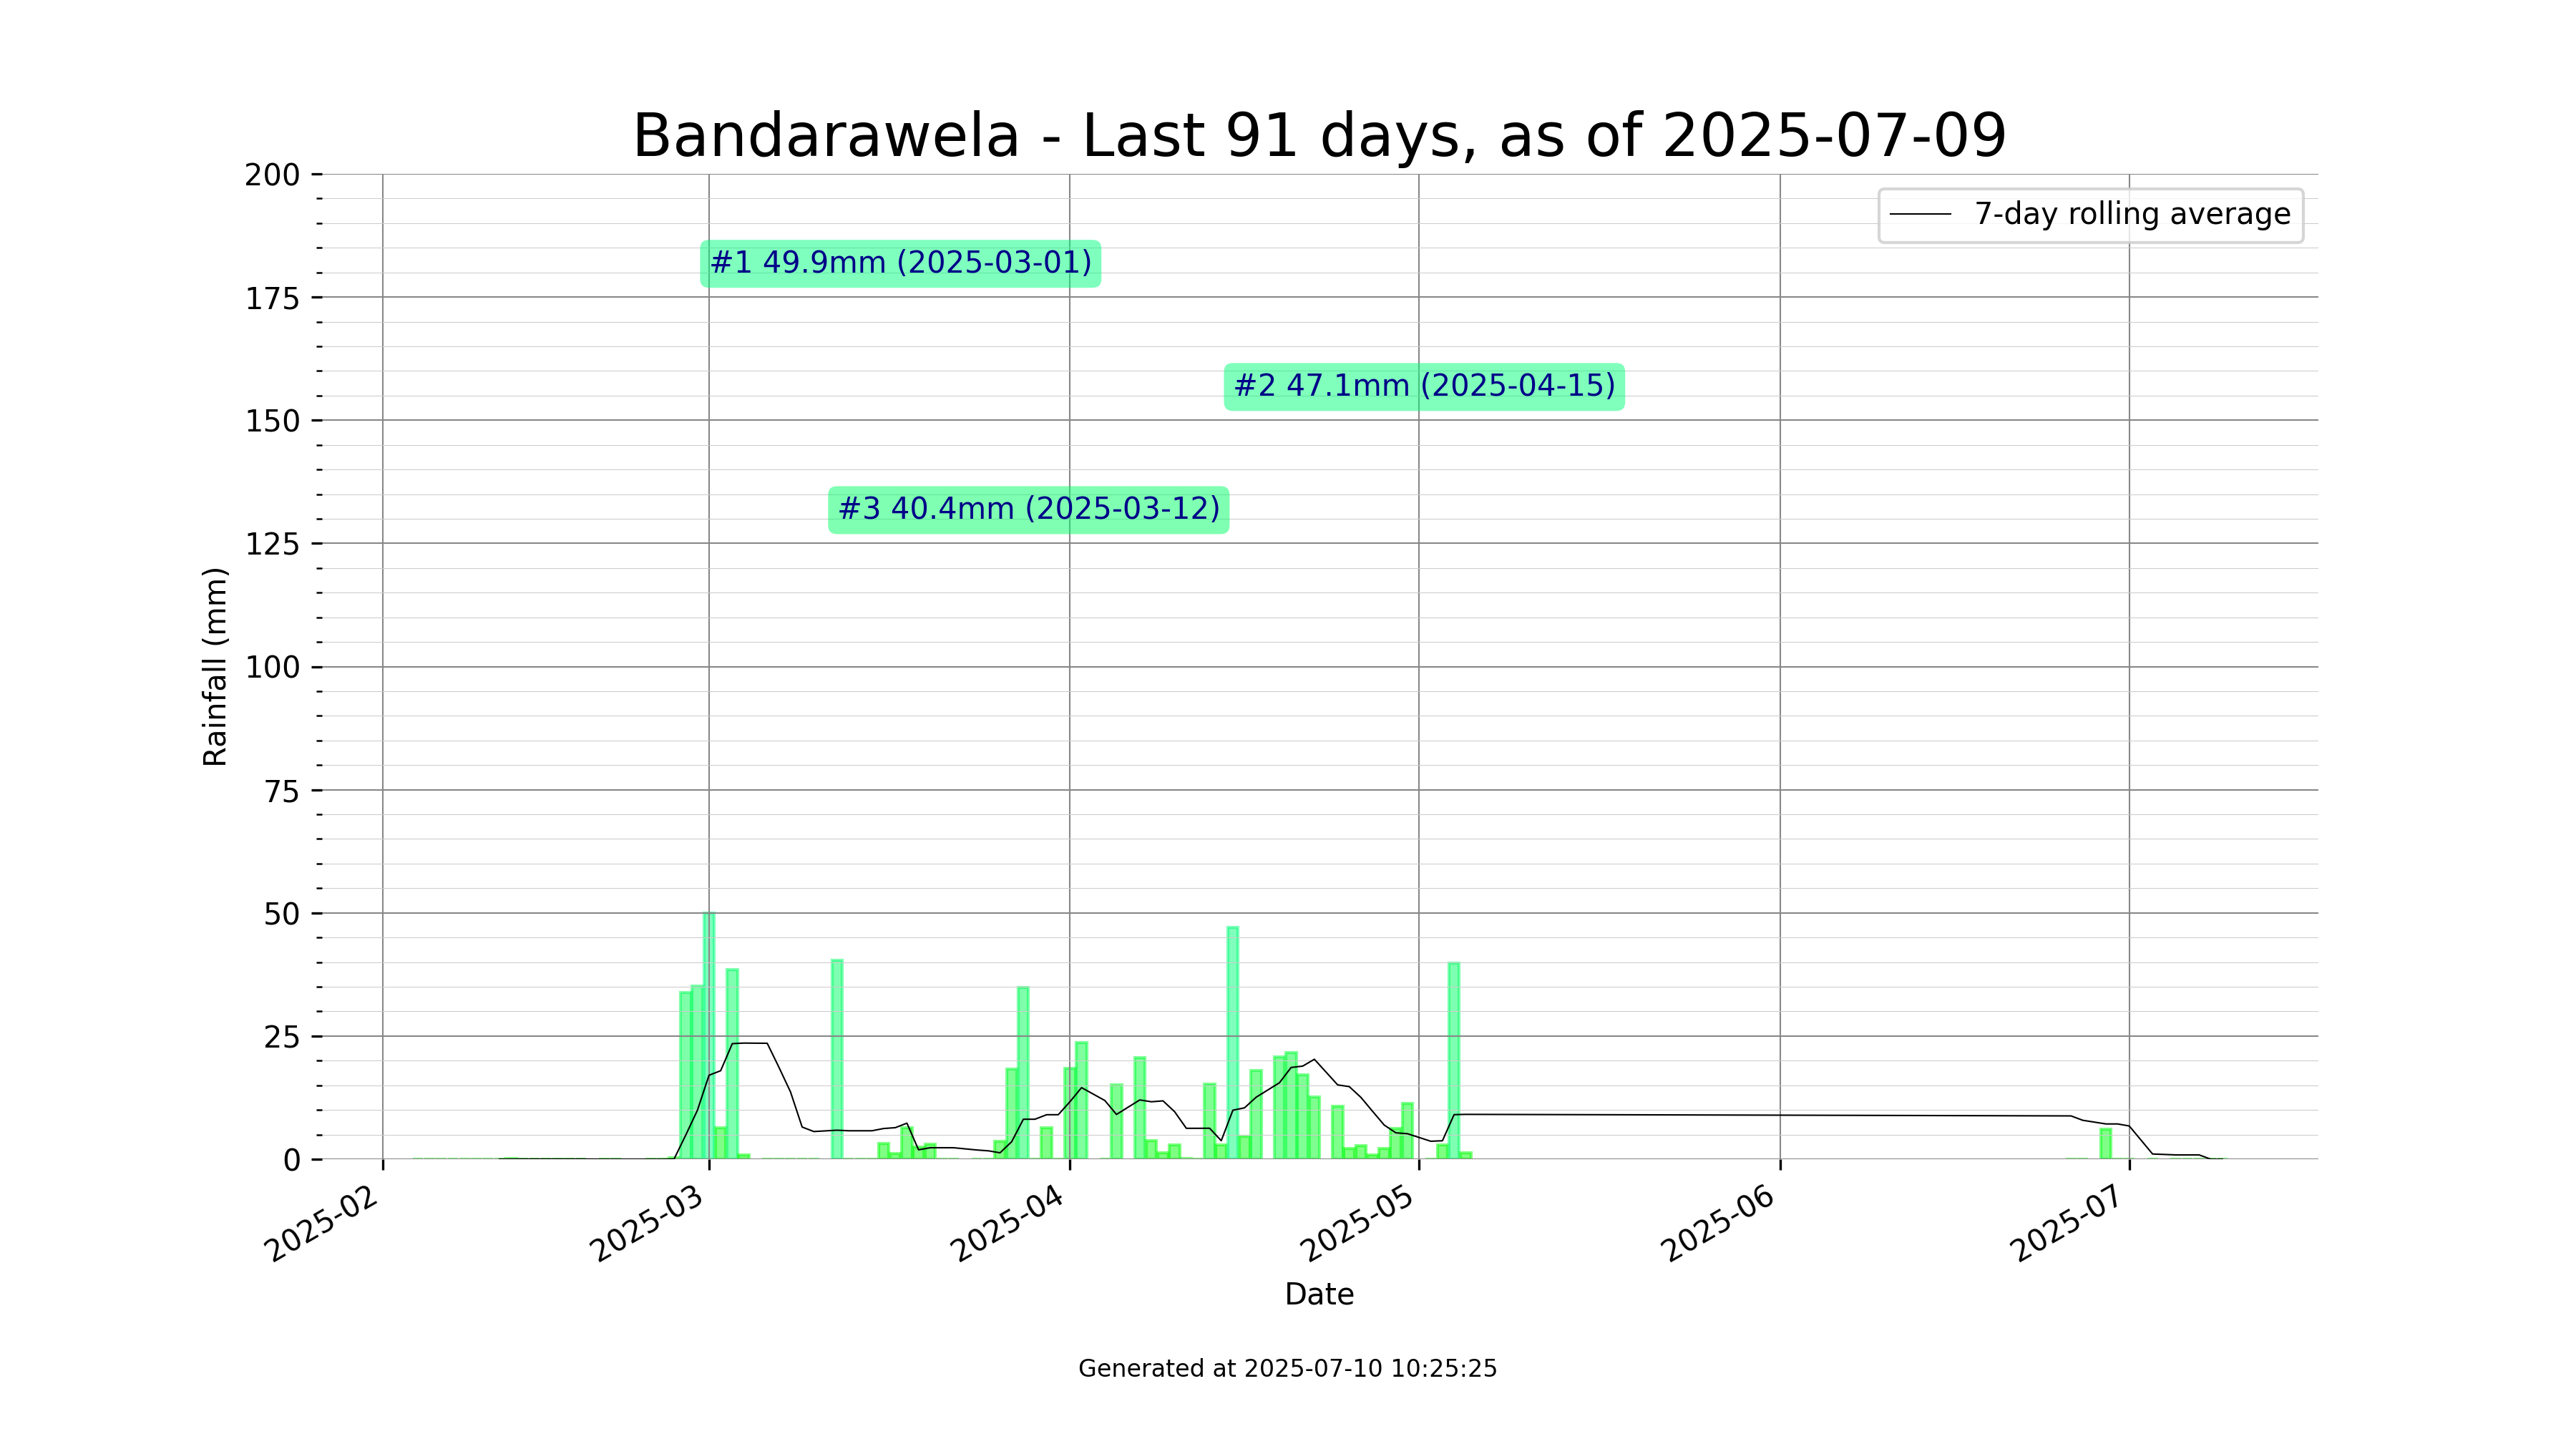 Bandarawela - Last 91 days, as of 2025-07-09
7-day rolling average
#1 49.9mm (2025-03-01)
#2 47.1mm (2025-04-15)
#3 40.4mm (2025-03-12)
Rainfall (mm)
200
175
150
125
100
75
50
25
0
2025-02
2025-03
2025-04
2025-05
2025-06
2025-07
Date
Generated at 2025-07-10 10:25:25